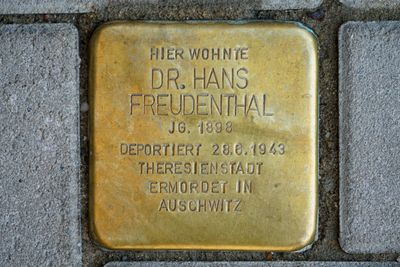 HIER WOHNTE
DR. HANS
FREUDENTHAL
JG. 1898
DEPORTIERT 28.6.1943
THERESIENSTADT
ERMORDET IN
AUSCHWITZ